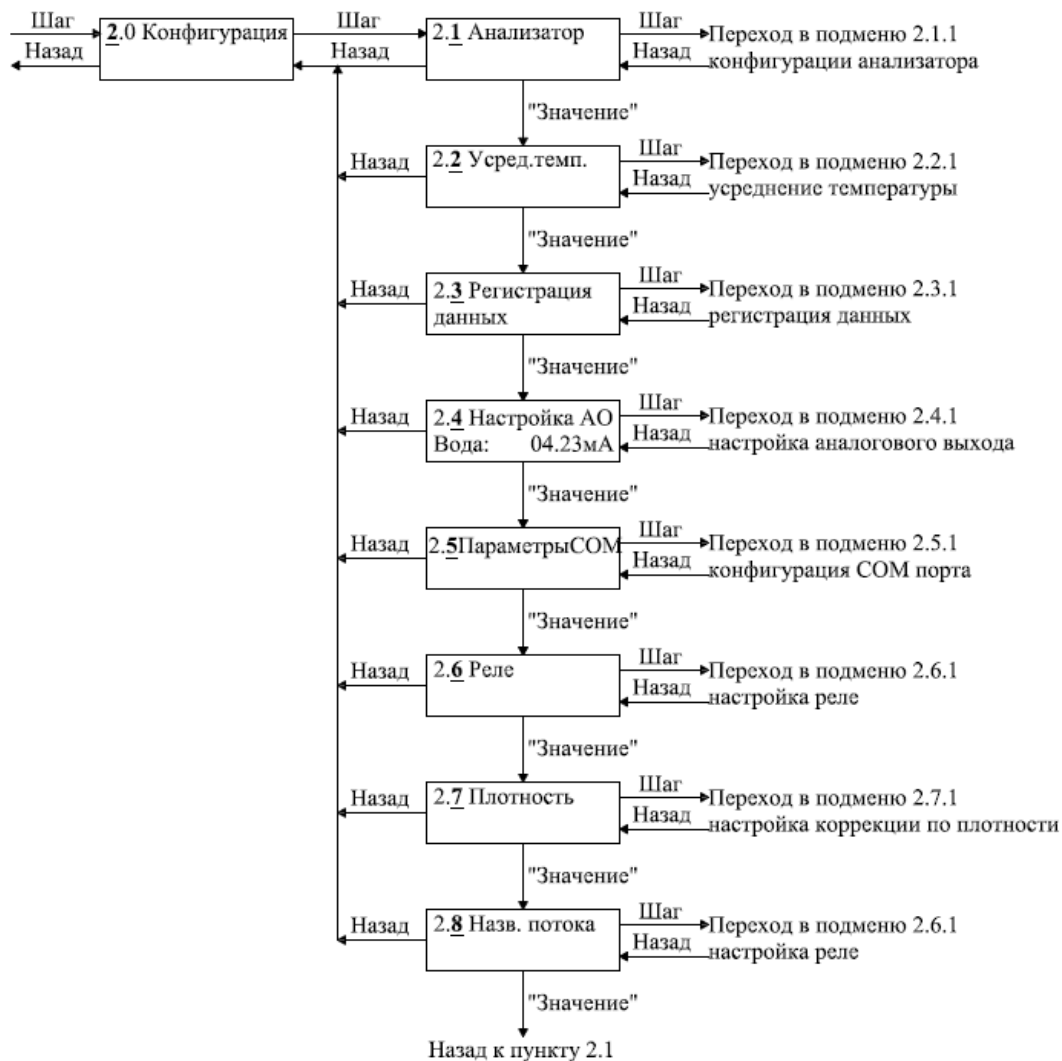 Шаг
Назад
2.0 Конфигурация
Шаг
Назад
2.1 Анализатор
Шаг
Назад
Переход в подменю 2.1.1
конфигурации анализатора
"Значение"
Назад
2.2 Усред.темп.
Шаг
Назад
Переход в подменю 2.2.1
усреднение температуры
"Значение"
Назад
2.3 Регистрация
данных
Шаг
Назад
Переход в подменю 2.3.1
регистрация данных
"Значение"
Назад
2.4 Настройка АО
Вода: 04.23мА
Шаг
Назад
Переход в подменю 2.4.1
настройка аналогового выхода
"Значение"
Назад
2.5ПараметрыCOM
Шаг
Назад
Переход в подменю 2.5.1
конфигурация COM порта
"Значение"
Назад
2.6 Реле
Шаг
Назад
Переход в подменю 2.6.1
настройка реле
"Значение"
Назад
2.7 Плотность
Шаг
Назад
Переход в подменю 2.7.1
настройка коррекции по плотности
"Значение"
Назад
2.8 Назв. потока
Шаг
Назад
Переход в подменю 2.6.1
настройка реле
"Значение"
Назад к пункту 2.1